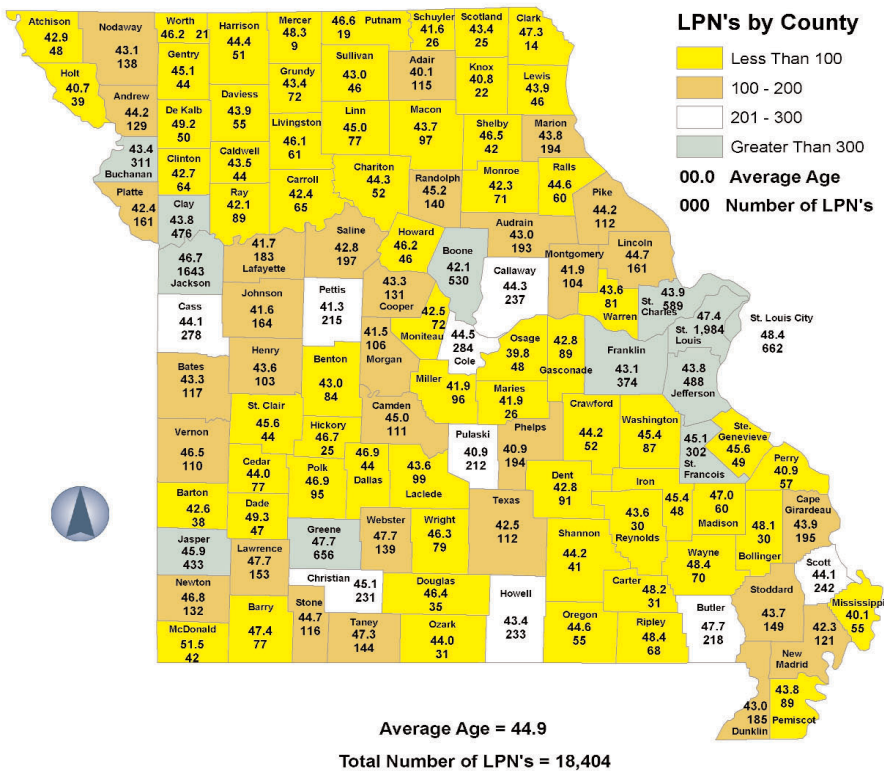 LPN's by County
Less Than 100
100 - 200
201 - 300
Greater Than 300
00.0 Average Age
000 Number of LPN's
Atchison
42.9
48
Nodaway
43.1
138
Worth
46.2 21
Harrison
44.4
51
Mercer
48.3
9
46.6 Putnam
19
Schuyler
41.6
26
Scotland
43.4
25
Clark
47.3
14
Holt
40.7
39
Andrew
44.2
129
Gentry
45.1
44
Daviess
43.9
55
Grundy
43.4
72
Sullivan
43.0
46
Adair
40.1
115
Knox
40.8
22
Lewis
43.9
46
De Kalb
49.2
50
Livingston
46.1
61
Linn
45.0
77
Macon
43.7
97
Shelby
46.5
42
Marion
43.8
194
43.4
311
Buchanan
Clinton
42.7
64
Caldwell
43.5
44
Carroll
42.4
65
Chariton
44.3
52
Randolph
45.2
140
Monroe
42.3
71
Ralls
44.6
60
Pike
44.2
112
Platte
42.4
161
Clay
43.8
476
Ray
42.1
89
Saline
42.8
197
Howard
46.2
46
Boone
42.1
530
Audrain
43.0
193
Callaway
44.3
237
Montgomery
41.9
104
Lincoln
44.7
161
46.7
1643
Jackson
41.7
183
Lafayette
43.3
131
Cooper
42.5
72
Moniteau
43.6
81
Warren
43.9
589
St.
Charles
47.4
1,984
St.
Louis
St. Louis City
48.4
662
Cass
44.1
278
Johnson
41.6
164
Pettis
41.3
215
41.5
106
Morgan
44.5
284
Cole
Osage
39.8
48
42.8
89
Gasconade
Franklin
43.1
374
43.8
488
Jefferson
Bates
43.3
117
Henry
43.6
103
Benton
43.0
84
Miller
41.9
96
Maries
41.9
26
Crawford
44.2
52
Washington
45.4
87
Ste.
Genevieve
45.6
49
45.1
302
St.
Francois
Perry
40.9
57
Vernon
46.5
110
St. Clair
45.6
44
Hickory
46.7
25
Camden
45.0
111
Pulaski
40.9
212
Phelps
40.9
194
Dent
42.8
91
Iron
45.4
48
47.0
60
Madison
Cape
Girardeau
43.9
195
Barton
42.6
38
Cedar
44.0
77
Polk
46.9
95
46.9
44
Dallas
43.6
99
Laclede
Texas
42.5
112
43.6
30
Reynolds
48.1
30
Bollinger
Dade
49.3
47
Jasper
45.9
433
Lawrence
47.7
153
Greene
47.7
656
Webster
47.7
139
Wright
46.3
79
Shannon
44.2
41
Wayne
48.4
70
Scott
44.1
242
Newton
46.8
132
Christian 45.1
231
Douglas
46.4
35
Howell
43.4
233
Carter 48.2
31
Butler
47.7
218
Stoddard
43.7
149
Mississippi
40.1
55
McDonald
51.5
42
Barry
47.4
77
Stone
44.7
116
Taney
47.3
144
Ozark
44.0
31
Oregon
44.6
55
Ripley
48.4
68
42.3
121
New
Madrid
43.0
185
Dunklin
43.8
89
Pemiscot
Average Age = 44.9
Total Number of LPN's = 18,404